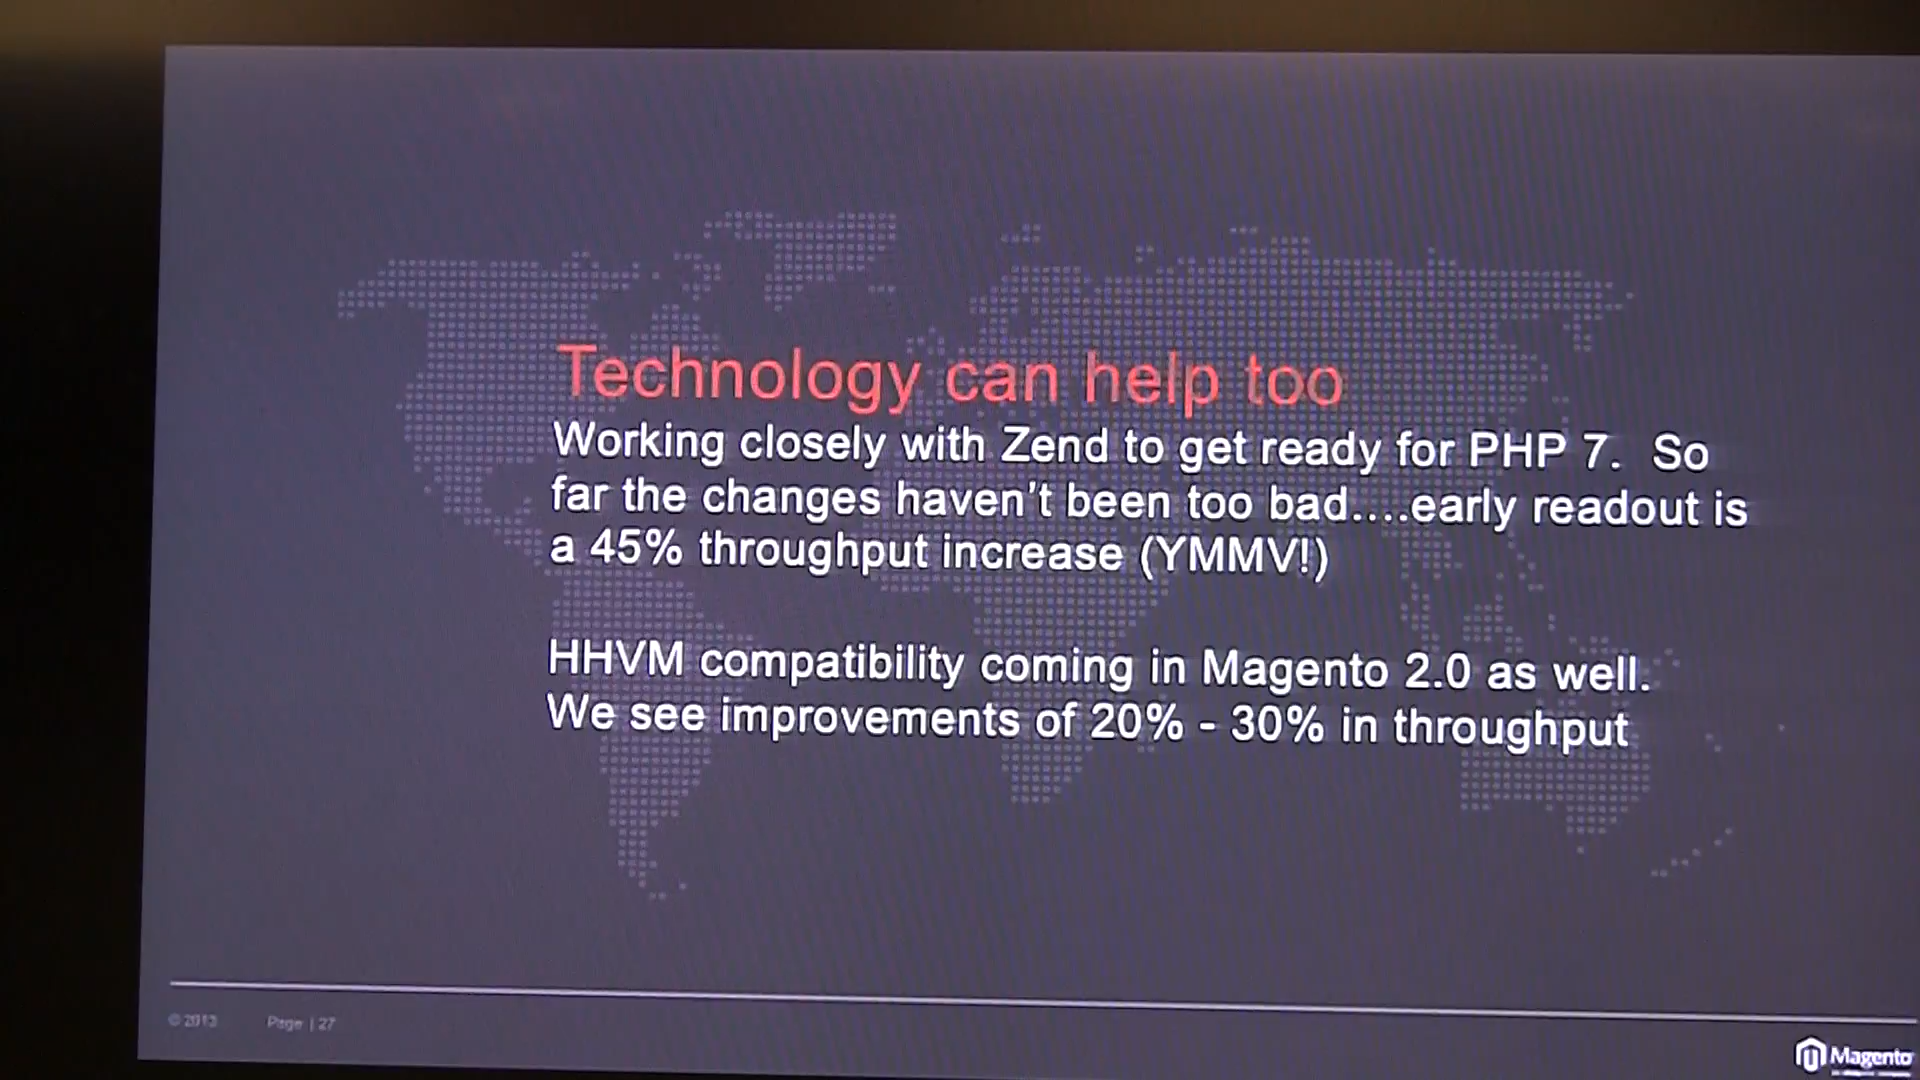 Technology can help too
Working closely with Zend to get ready for PHP 7. So
far the changes haven't been too bad....early readout is
a 45% throughput increase (YMMV!)
HHVM compatibility coming in Magento 2.0 as well.
We see improvements of 20% - 30% in throughput
© 2013 Page | 27
Magento